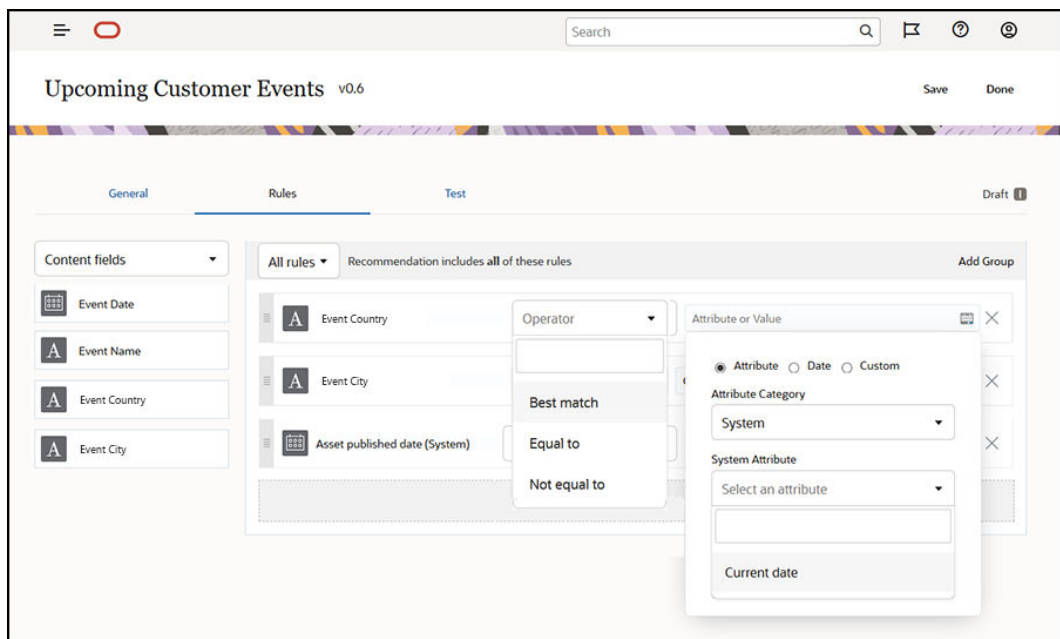 Search
Upcoming Customer Events v0.6
Save Done
General Rules Test Draft
Content fields
Event Date
Event Name
Event Country
Event City
All rules Recommendation includes all of these rules Add Group
A Event Country Operator Attribute or Value
A Event City
Asset published date (System)
Best match
Equal to
Not equal to
Attribute Date Custom
Attribute Category
System
System Attribute
Select an attribute
Current date